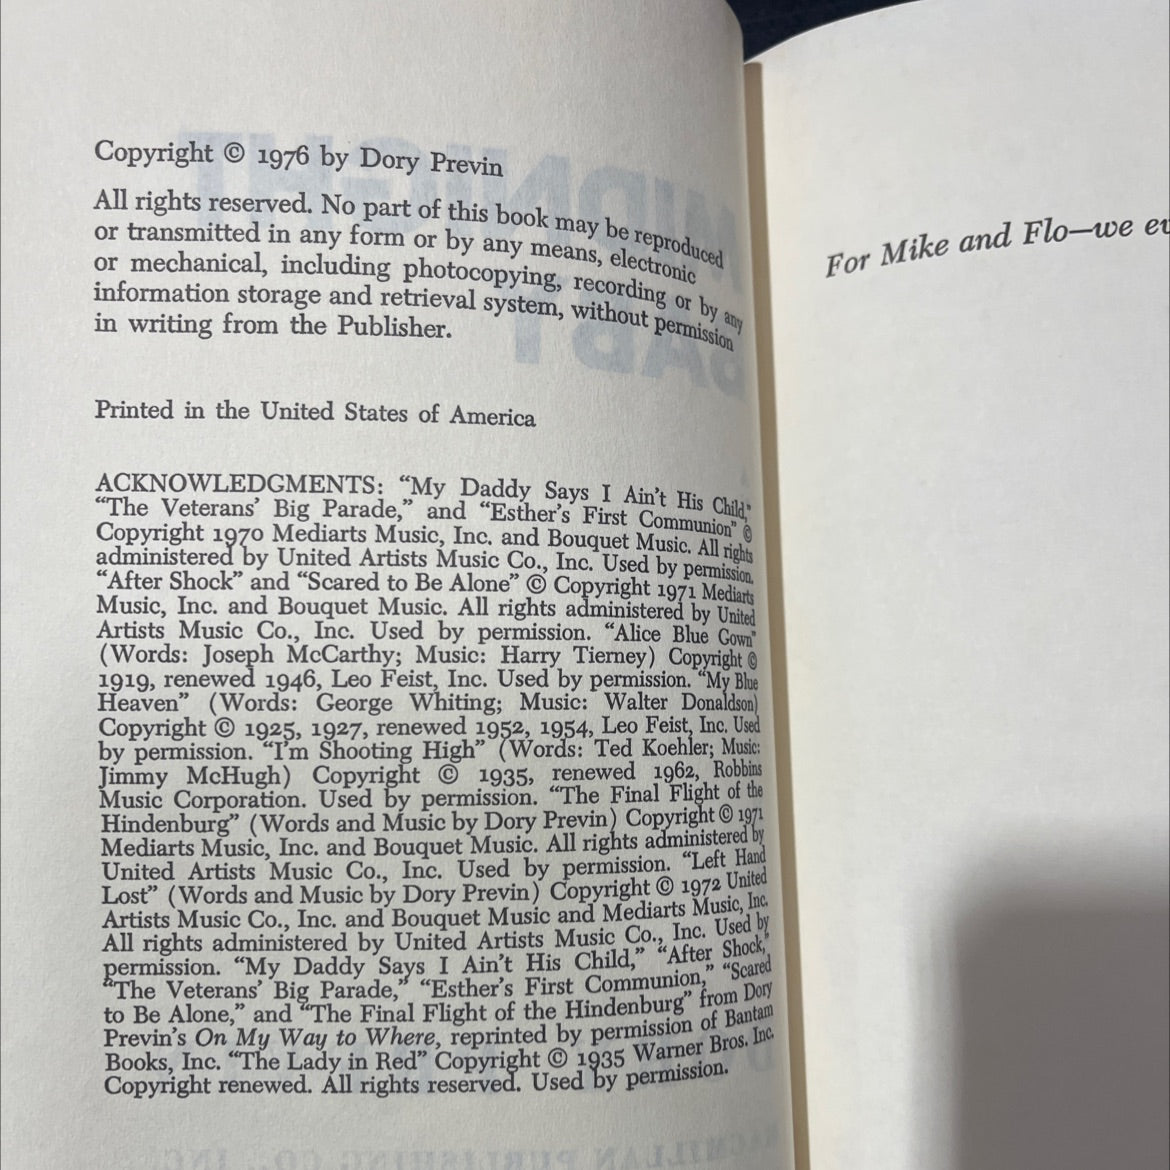 Copyright © 1976 by Dory Previn
All rights reserved. No part of this book may be reproduced
or transmitted in any form or by any means, electronic
or mechanical, including photocopying, recording or by any
information storage and retrieval system, without permission
in writing from the Publisher.
Printed in the United States of America
ACKNOWLEDGMENTS: “My Daddy Says I Ain’t His Child,”
“The Veterans’ Big Parade,” and “Esther’s First Communion” ©
Copyright 1970 Mediarts Music, Inc. and Bouquet Music. All rights
administered by United Artists Music Co., Inc. Used by permission.
“After Shock” and “Scared to Be Alone” © Copyright 1971 Mediarts
Music, Inc. and Bouquet Music. All rights administered by United
Artists Music Co., Inc. Used by permission. “Alice Blue Gown”
(Words: Joseph McCarthy; Music: Harry Tierney) Copyright ©
1919, renewed 1946, Leo Feist, Inc. Used by permission. “My Blue
Heaven” (Words: George Whiting; Music: Walter Donaldson)
Copyright © 1925, 1927, renewed 1952, 1954, Leo Feist, Inc. Used
by permission. “I’m Shooting High” (Words: Ted Koehler; Music:
Jimmy McHugh) Copyright © 1935, renewed 1962, Robbins
Music Corporation. Used by permission. “The Final Flight of the
Hindenburg” (Words and Music by Dory Previn) Copyright © 1971
Mediarts Music, Inc. and Bouquet Music. All rights administered by
United Artists Music Co., Inc. Used by permission. “Left Hand
Lost” (Words and Music by Dory Previn) Copyright © 1972 United
Artists Music Co., Inc. and Bouquet Music and Mediarts Music, Inc.
All rights administered by United Artists Music Co., Inc. Used by
permission. “My Daddy Says I Ain’t His Child,” “After Shock,”
“The Veterans’ Big Parade,” “Esther’s First Communion,” “Scared
to Be Alone,” and “The Final Flight of the Hindenburg” from Dory
Previn’s On My Way to Where, reprinted by permission of Bantam
Books, Inc. “The Lady in Red” Copyright © 1935 Warner Bros. Inc.
Copyright renewed. All rights reserved. Used by permission.
For Mike and Flo—we ev